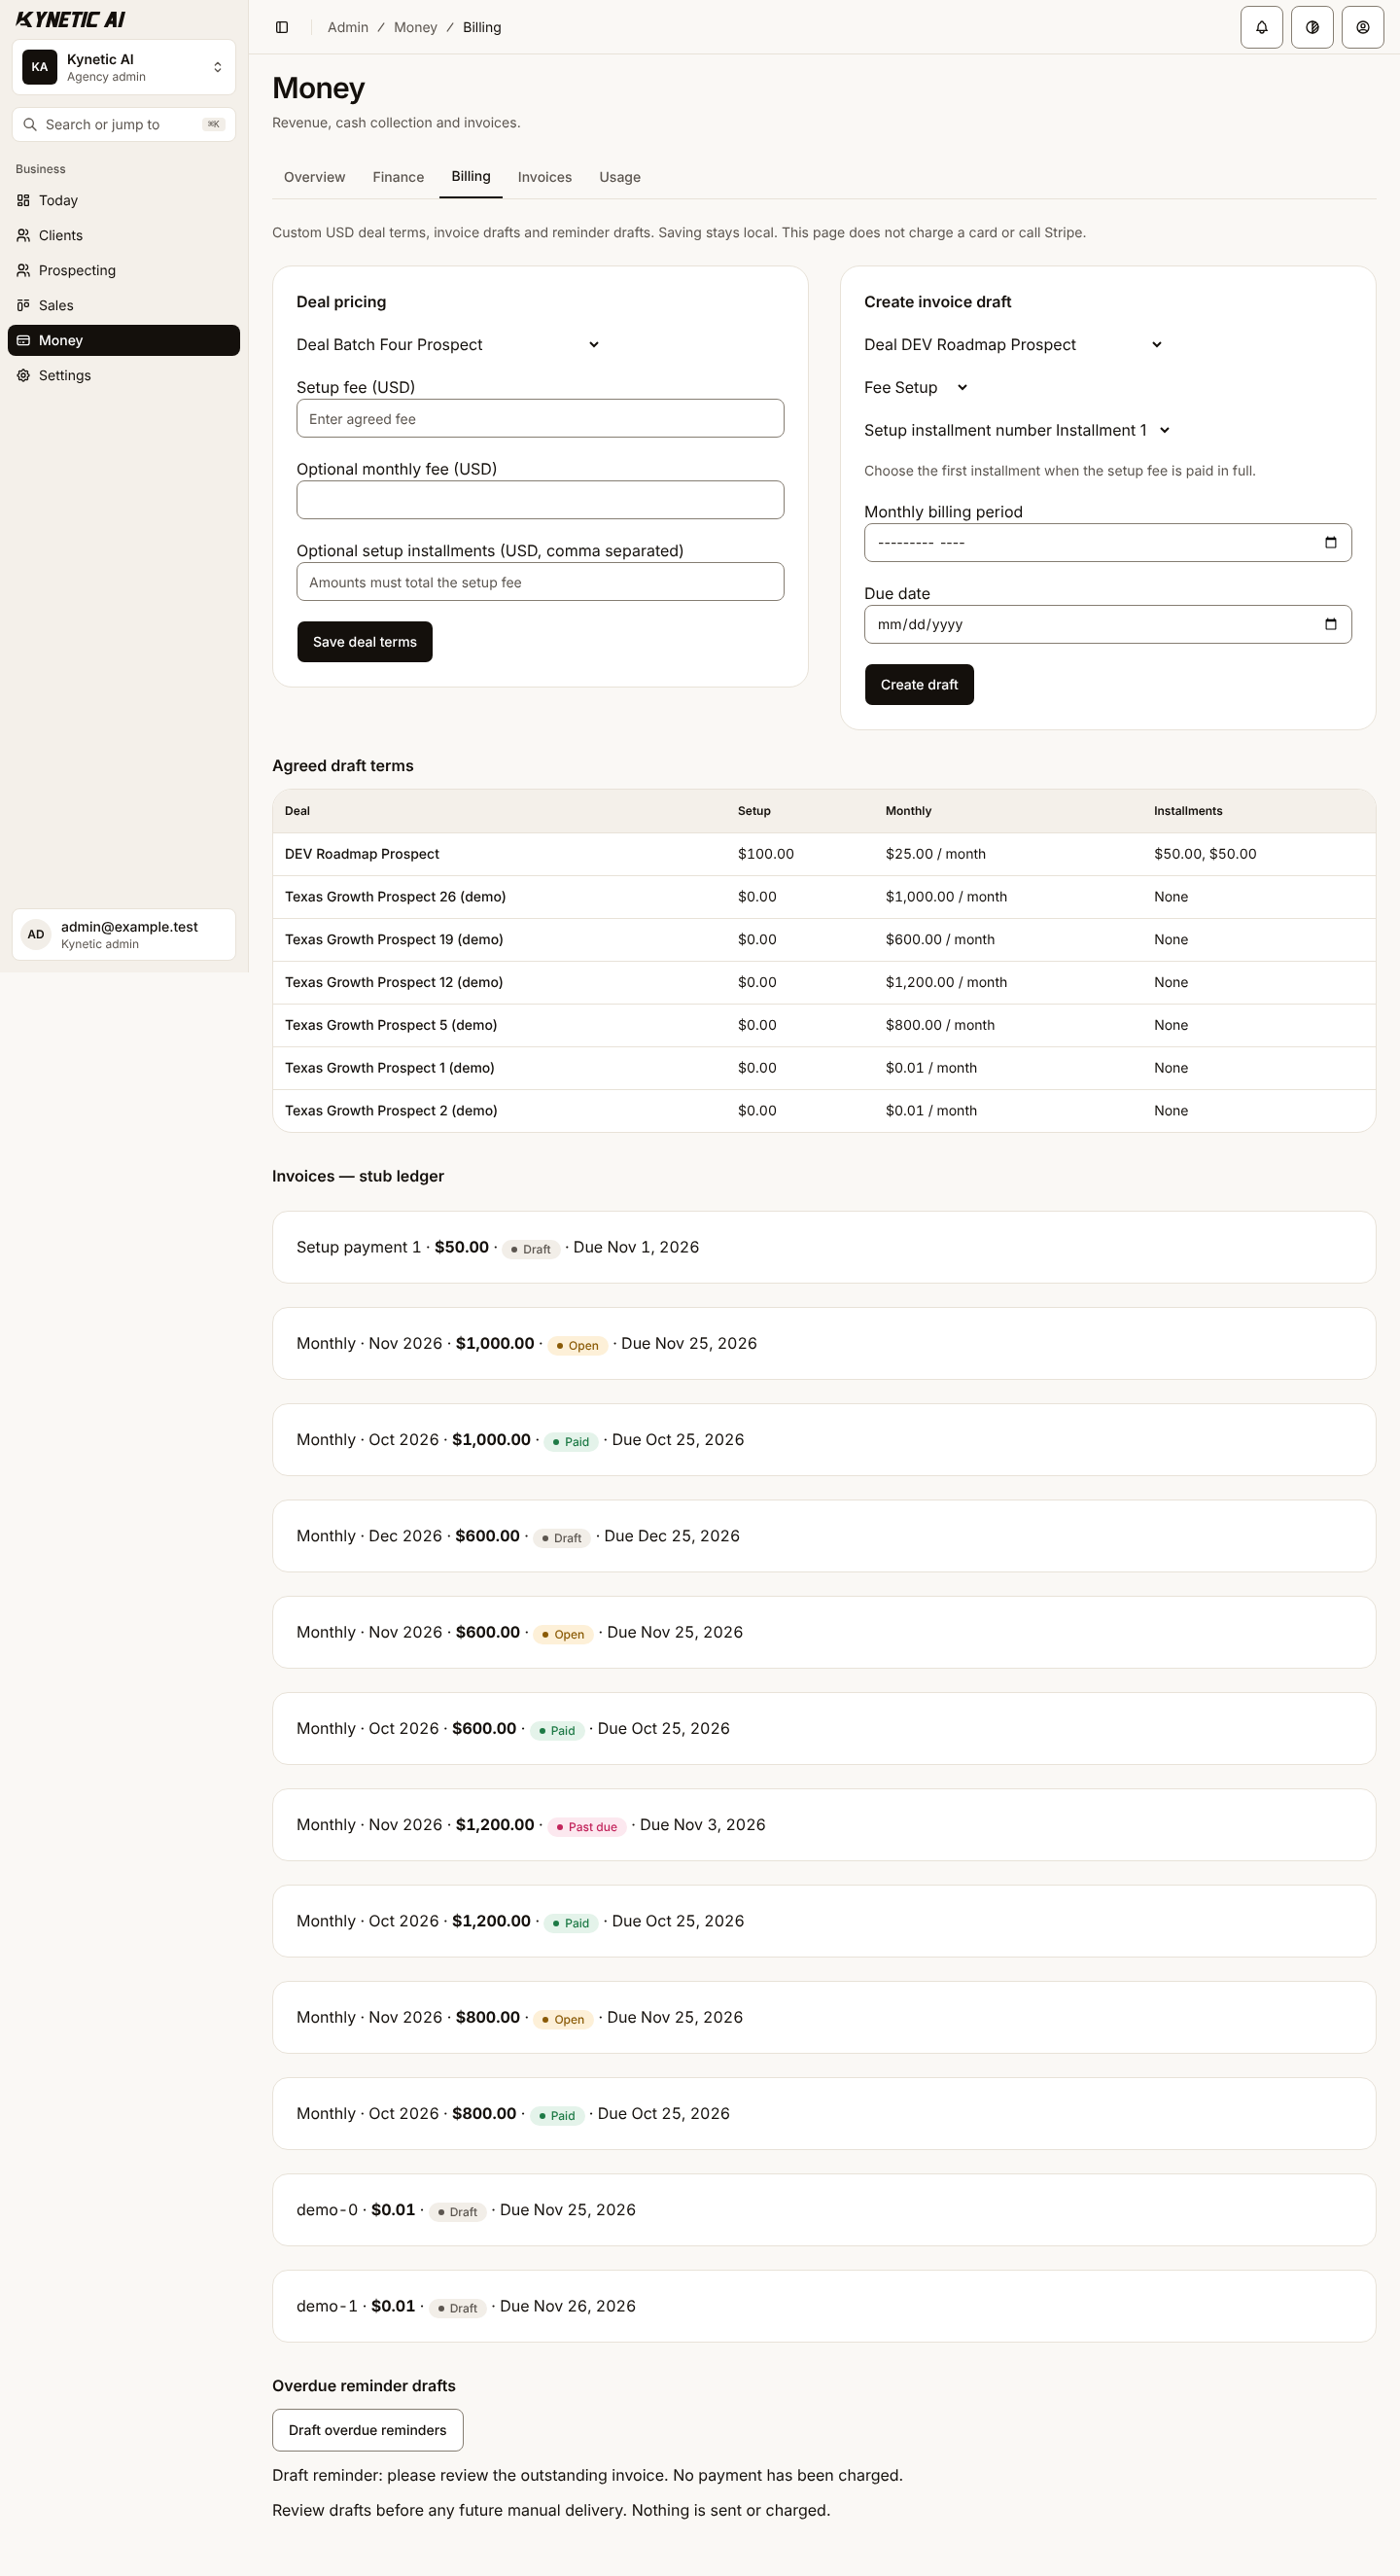 KYNETIC AI
KA
Kynetic AI
Agency admin
Search or jump to ⌘K
Business
Today
Clients
Prospecting
Sales
Money
Settings
AD
admin@example.test
Kynetic admin
Admin / Money / Billing
Money
Revenue, cash collection and invoices.
Overview Finance Billing Invoices Usage
Custom USD deal terms, invoice drafts and reminder drafts. Saving stays local. This page does not charge a card or call Stripe.
Deal pricing
Deal Batch Four Prospect
Setup fee (USD)
Enter agreed fee
Optional monthly fee (USD)
Optional setup installments (USD, comma separated)
Amounts must total the setup fee
Save deal terms
Create invoice draft
Deal DEV Roadmap Prospect
Fee Setup
Setup installment number Installment 1
Choose the first installment when the setup fee is paid in full.
Monthly billing period
--------- ----
Due date
mm/dd/yyyy
Create draft
Agreed draft terms
Deal Setup Monthly Installments
DEV Roadmap Prospect $100.00 $25.00 / month $50.00, $50.00
Texas Growth Prospect 26 (demo) $0.00 $1,000.00 / month None
Texas Growth Prospect 19 (demo) $0.00 $600.00 / month None
Texas Growth Prospect 12 (demo) $0.00 $1,200.00 / month None
Texas Growth Prospect 5 (demo) $0.00 $800.00 / month None
Texas Growth Prospect 1 (demo) $0.00 $0.01 / month None
Texas Growth Prospect 2 (demo) $0.00 $0.01 / month None
Invoices — stub ledger
Setup payment 1 · $50.00 · Draft · Due Nov 1, 2026
Monthly · Nov 2026 · $1,000.00 · Open · Due Nov 25, 2026
Monthly · Oct 2026 · $1,000.00 · Paid · Due Oct 25, 2026
Monthly · Dec 2026 · $600.00 · Draft · Due Dec 25, 2026
Monthly · Nov 2026 · $600.00 · Open · Due Nov 25, 2026
Monthly · Oct 2026 · $600.00 · Paid · Due Oct 25, 2026
Monthly · Nov 2026 · $1,200.00 · Past due · Due Nov 3, 2026
Monthly · Oct 2026 · $1,200.00 · Paid · Due Oct 25, 2026
Monthly · Nov 2026 · $800.00 · Open · Due Nov 25, 2026
Monthly · Oct 2026 · $800.00 · Paid · Due Oct 25, 2026
demo-0 · $0.01 · Draft · Due Nov 25, 2026
demo-1 · $0.01 · Draft · Due Nov 26, 2026
Overdue reminder drafts
Draft overdue reminders
Draft reminder: please review the outstanding invoice. No payment has been charged.
Review drafts before any future manual delivery. Nothing is sent or charged.